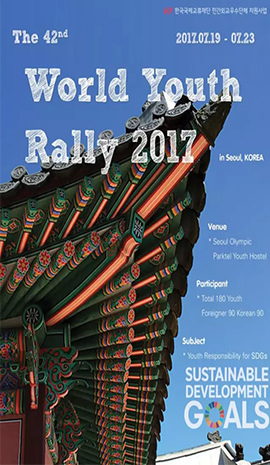 한국국제교류재단 민간외교우수단체 지원사업
The 42nd
2017.07.19 - 07.23
World Youth
Rally 2017
in Seoul, KOREA
Venue
* Seoul Olympic
Parktel Youth Hostel
Participant
* Total 180 Youth
Foreigner 90 Korean 90
Subject
* Youth Responsibility for SDGs
SUSTAINABLE
DEVELOPMENT
GOALS